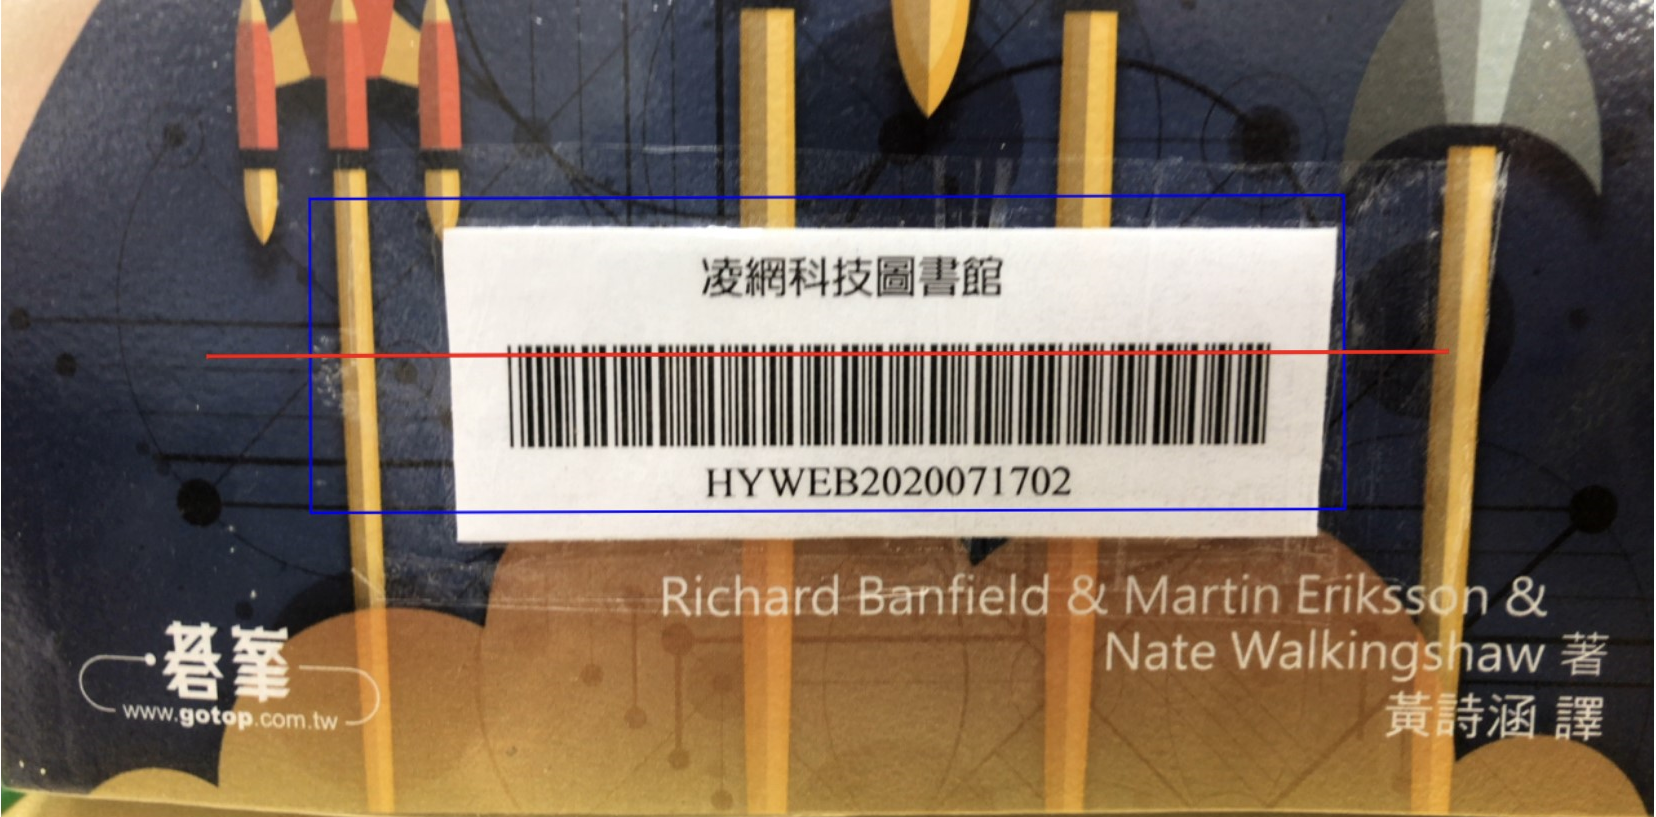 凌網科技圖書館
HYWEB2020071702
Richard Banfield & Martin Eriksson &
Nate Walkingshaw 著
黃詩涵 譯
碁峯
www.gotop.com.tw